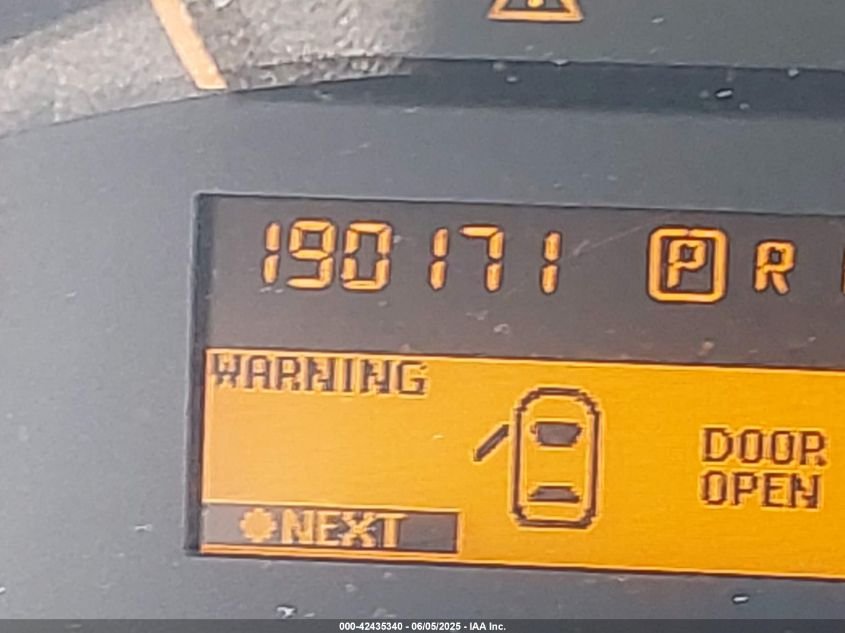 190171 P R
WARNING
DOOR
OPEN
NEXT
000-42435340 - 06/05/2025 - IAA Inc.